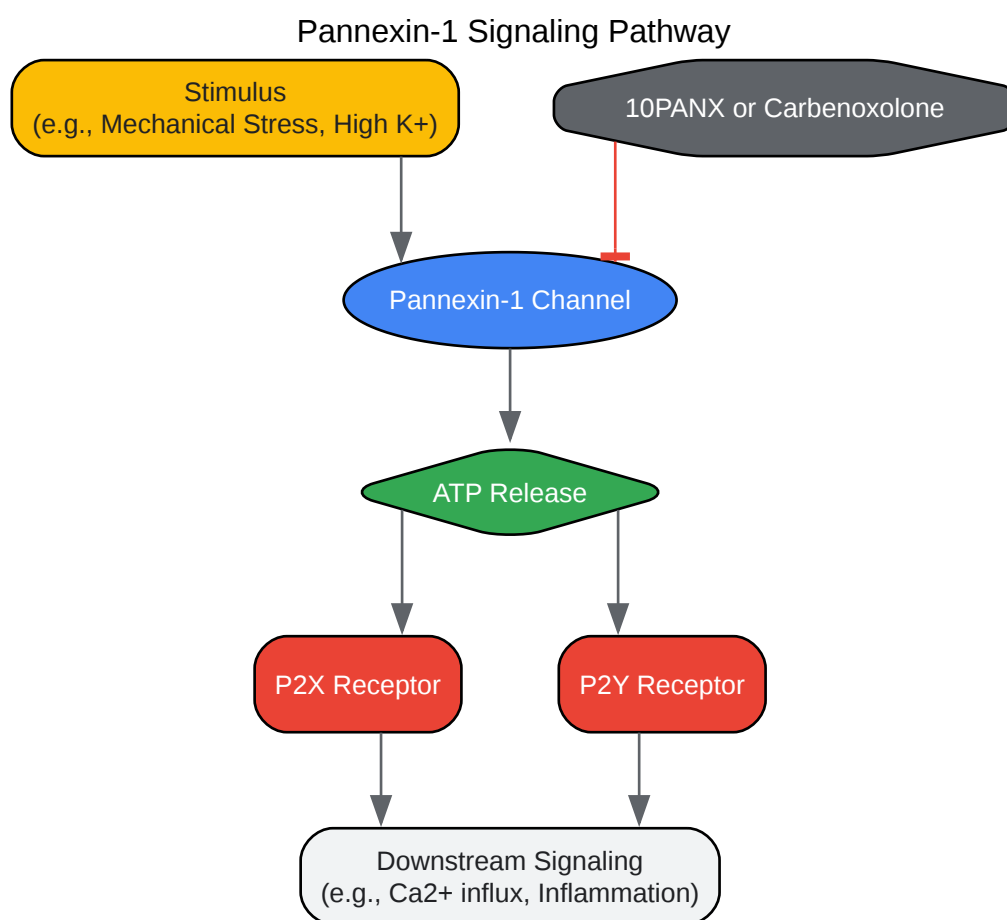 Pannexin-1 Signaling Pathway
Stimulus
(e.g., Mechanical Stress, High K+)
10PANX or Carbenoxolone
Pannexin-1 Channel
ATP Release
P2X Receptor
P2Y Receptor
Downstream Signaling
(e.g., Ca2+ influx, Inflammation)